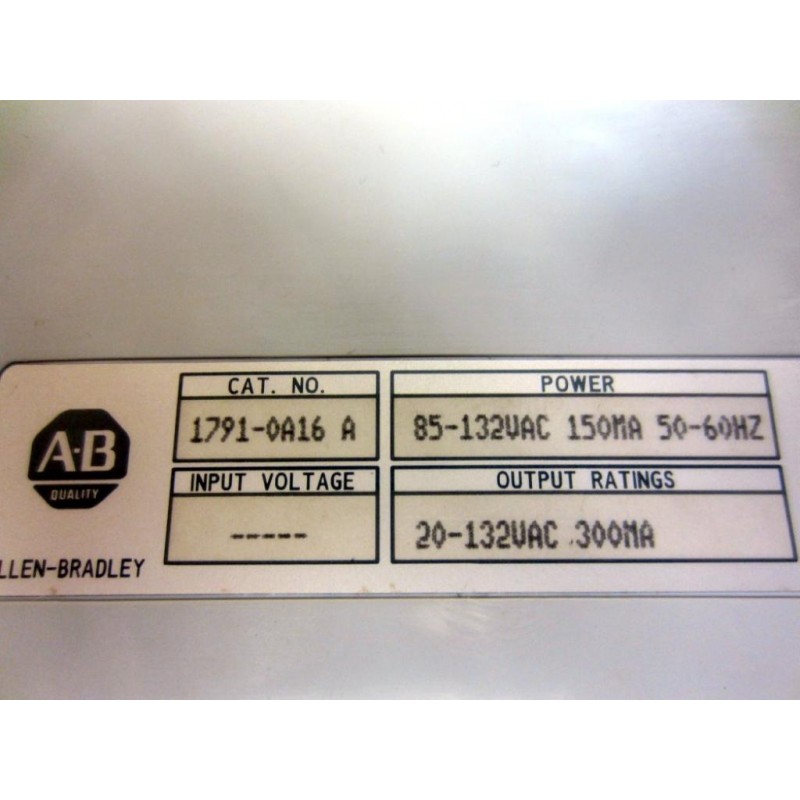 A-B
QUALITY
LLEN-BRADLEY
CAT. NO.
1791-0A16 A
POWER
85-132VAC 150MA 50-60HZ
INPUT VOLTAGE
-----
OUTPUT RATINGS
20-132VAC 300MA